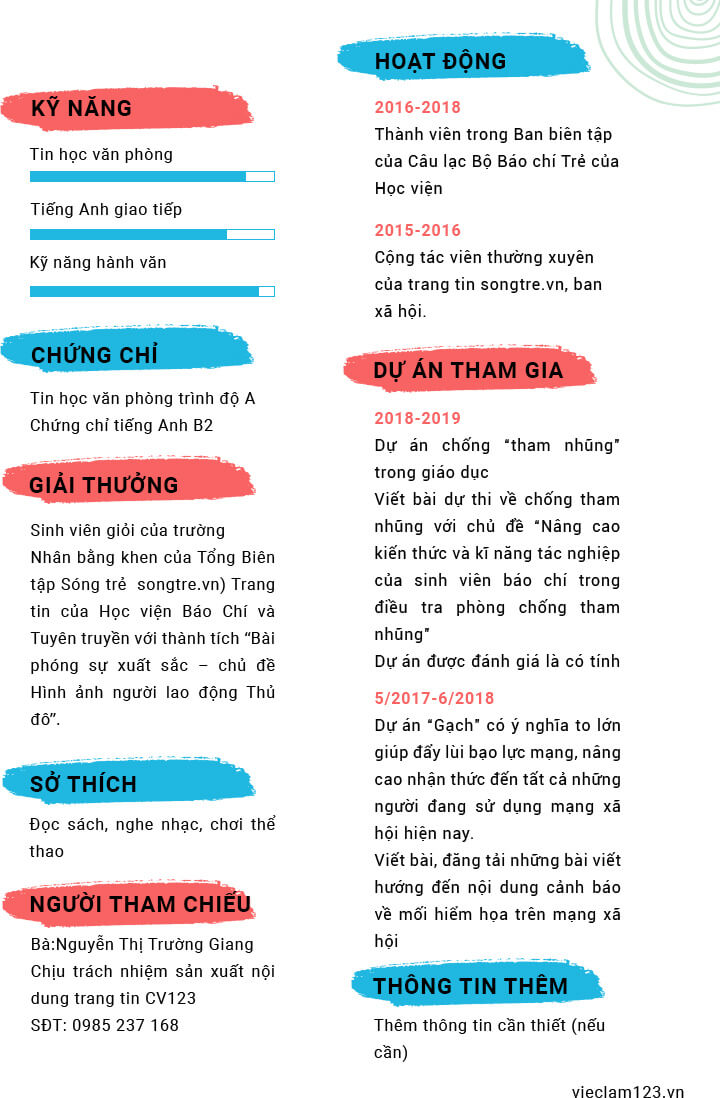 KỸ NĂNG
Tin học văn phòng
Tiếng Anh giao tiếp
Kỹ năng hành văn
CHỨNG CHỈ
Tin học văn phòng trình độ A
Chứng chỉ tiếng Anh B2
GIẢI THƯỞNG
Sinh viên giỏi của trường
Nhân bằng khen của Tổng Biên
tập Sóng trẻ songtre.vn) Trang
tin của Học viện Báo Chí và
Tuyên truyền với thành tích “Bài
phóng sự xuất sắc – chủ đề
Hình ảnh người lao động Thủ
đô”.
SỞ THÍCH
Đọc sách, nghe nhạc, chơi thể
thao
NGƯỜI THAM CHIẾU
Bà:Nguyễn Thị Trường Giang
Chịu trách nhiệm sản xuất nội
dung trang tin CV123
SĐT: 0985 237 168
HOẠT ĐỘNG
2016-2018
Thành viên trong Ban biên tập
của Câu lạc Bộ Báo chí Trẻ của
Học viện
2015-2016
Cộng tác viên thường xuyên
của trang tin songtre.vn, ban
xã hội.
DỰ ÁN THAM GIA
2018-2019
Dự án chống “tham nhũng”
trong giáo dục
Viết bài dự thi về chống tham
nhũng với chủ đề “Nâng cao
kiến thức và kĩ năng tác nghiệp
của sinh viên báo chí trong
điều tra phòng chống tham
nhũng”
Dự án được đánh giá là có tính
5/2017-6/2018
Dự án “Gạch” có ý nghĩa to lớn
giúp đẩy lùi bạo lực mạng, nâng
cao nhận thức đến tất cả những
người đang sử dụng mạng xã
hội hiện nay.
Viết bài, đăng tải những bài viết
hướng đến nội dung cảnh báo
về mối hiểm họa trên mạng xã
hội
THÔNG TIN THÊM
Thêm thông tin cần thiết (nếu
cần)
vieclam123.vn